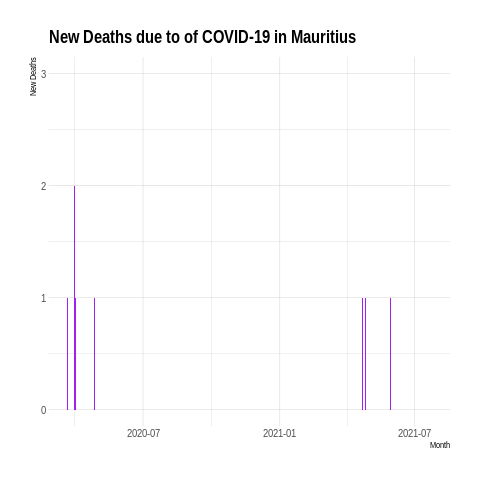 New Deaths due to of COVID-19 in Mauritius
New Deaths
3
2
1
0
2020-07
2021-01
2021-07
Month